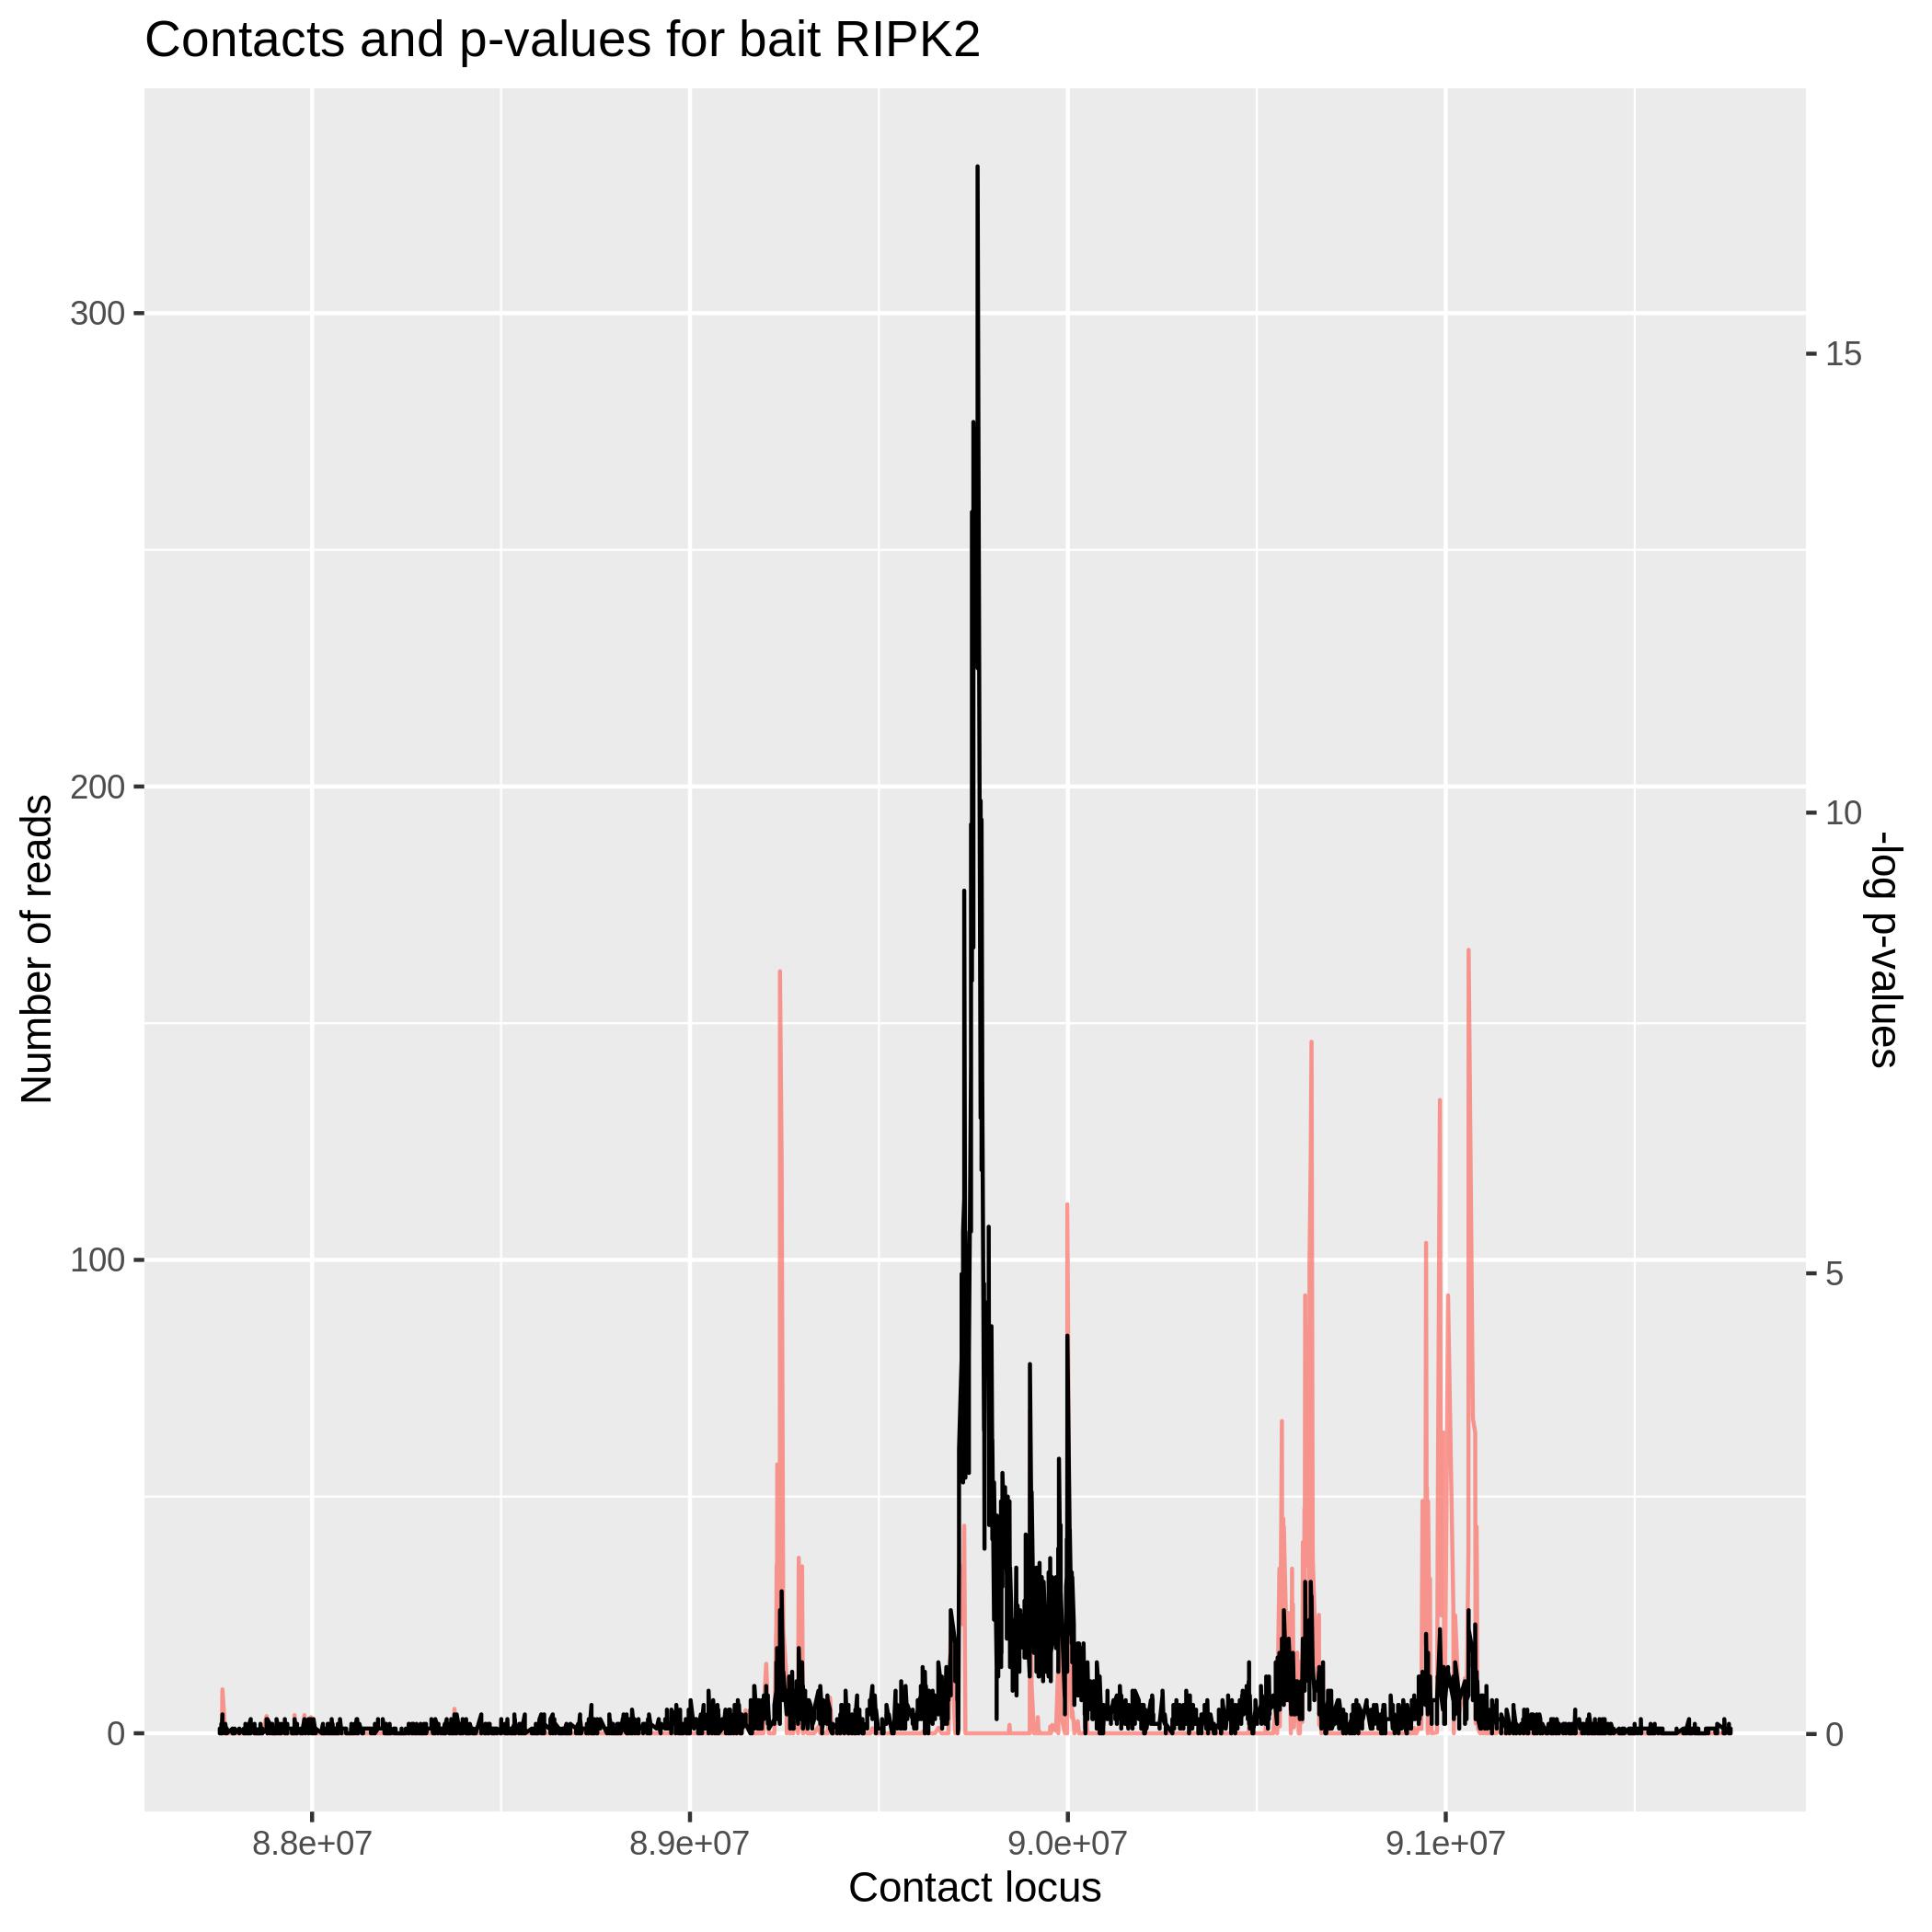 Contacts and p-values for bait RIPK2
Number of reads
300
200
100
0
15
10
5
0
-log p-values
8.8e+07
8.9e+07
9.0e+07
9.1e+07
Contact locus